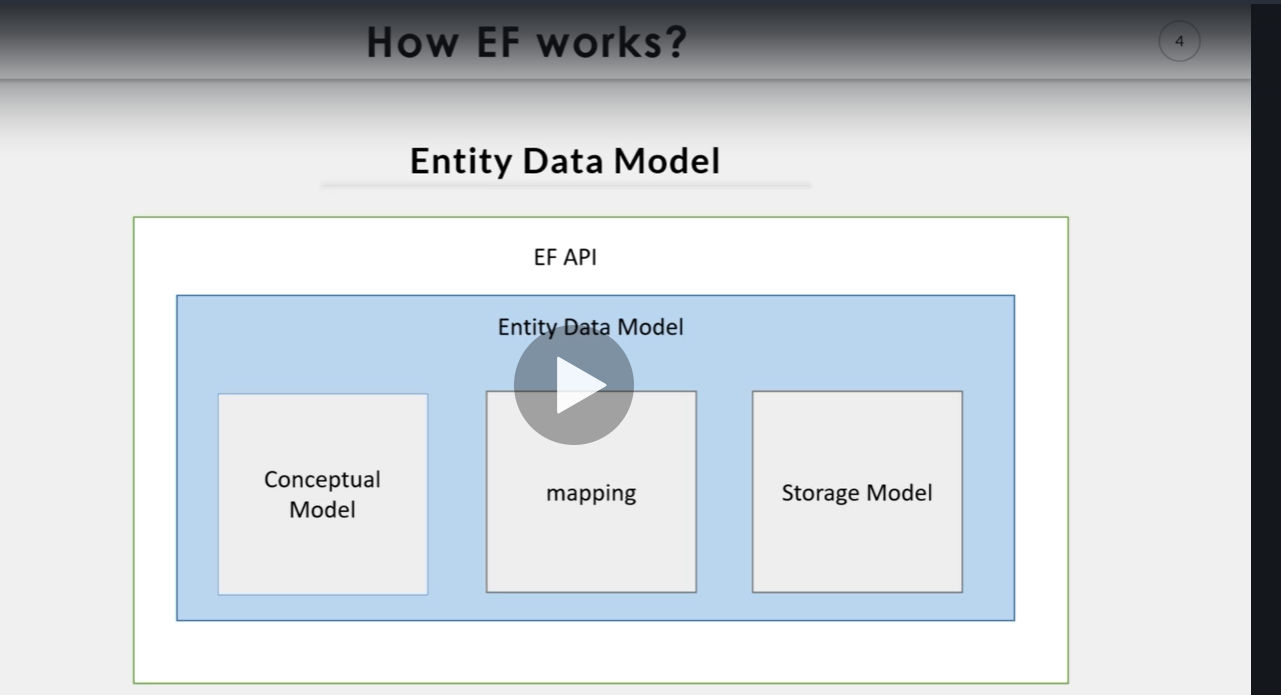 How EF works?
4
Entity Data Model
EF API
Entity Data Model
Conceptual
Model
mapping
Storage Model